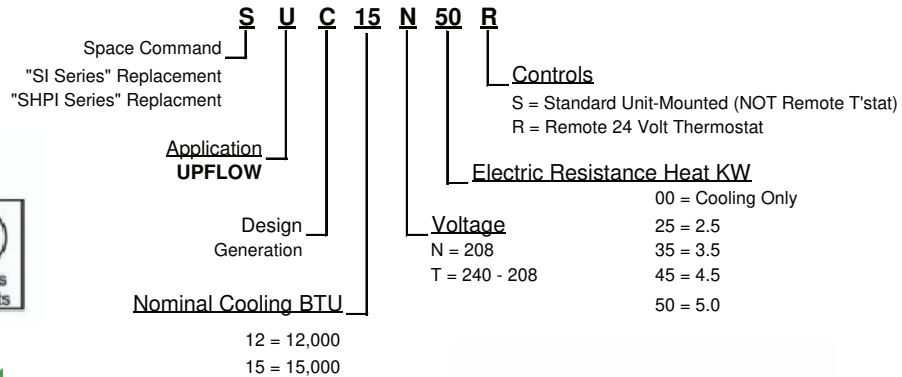 S U C 15 N 50 R
Space Command
"SI Series" Replacement
"SHPI Series" Replacment
Application
UPFLOW
Design
Generation
Nominal Cooling BTU
12 = 12,000
15 = 15,000
Voltage
N = 208
T = 240 - 208
Electric Resistance Heat KW
00 = Cooling Only
25 = 2.5
35 = 3.5
45 = 4.5
50 = 5.0
Controls
S = Standard Unit-Mounted (NOT Remote T'stat)
R = Remote 24 Volt Thermostat